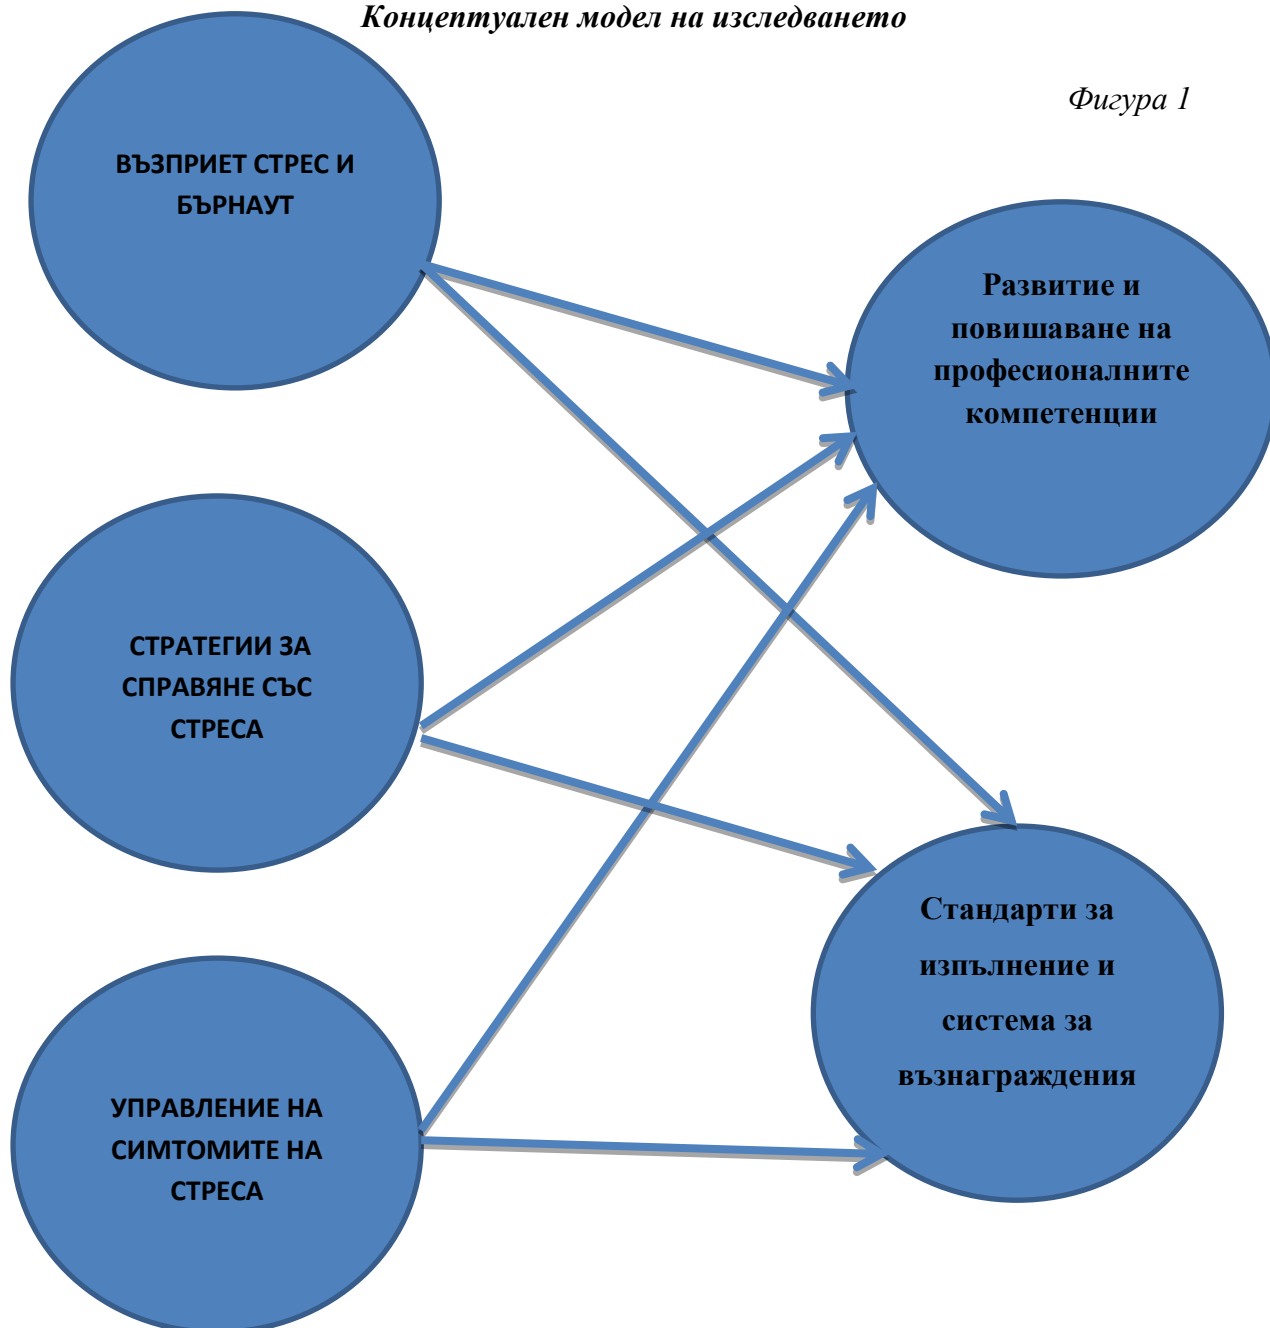 Концептуален модел на изследването
Фигура 1
ВЪЗПРИЕТ СТРЕС И
БЪРНАУТ
Развитие и
повишаване на
професионалните
компетенции
СТРАТЕГИИ ЗА
СПРАВЯНЕ СЪС
СТРЕСА
Стандарти за
изпълнение и
система за
възнаграждения
УПРАВЛЕНИЕ НА
СИМТОМИТЕ НА
СТРЕСА